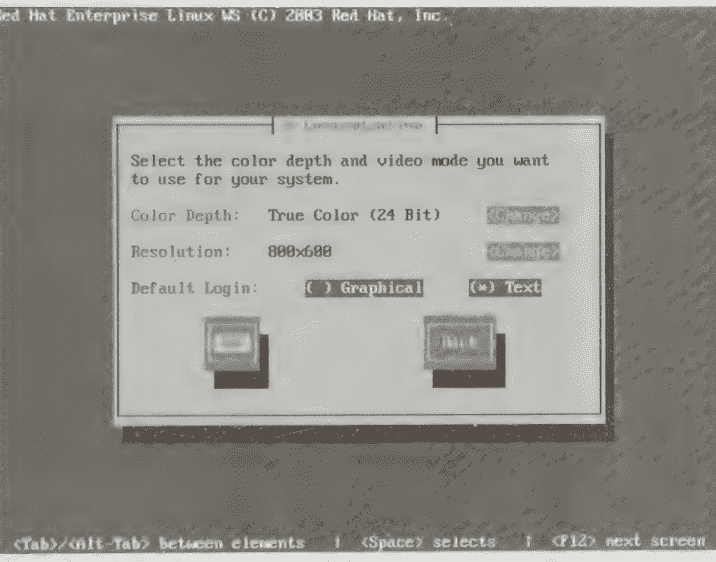 Red Hat Enterprise Linux WS (C) 2003 Red Hat, Inc.
Select the color depth and video mode you want
to use for your system.
Color Depth: True Color (24 Bit) <Change>
Resolution: 800x600 <Change>
Default Login: ( ) Graphical (*) Text
Back
<Tab>/<Alt-Tab> between elements | <Space> selects | <F12> next screen